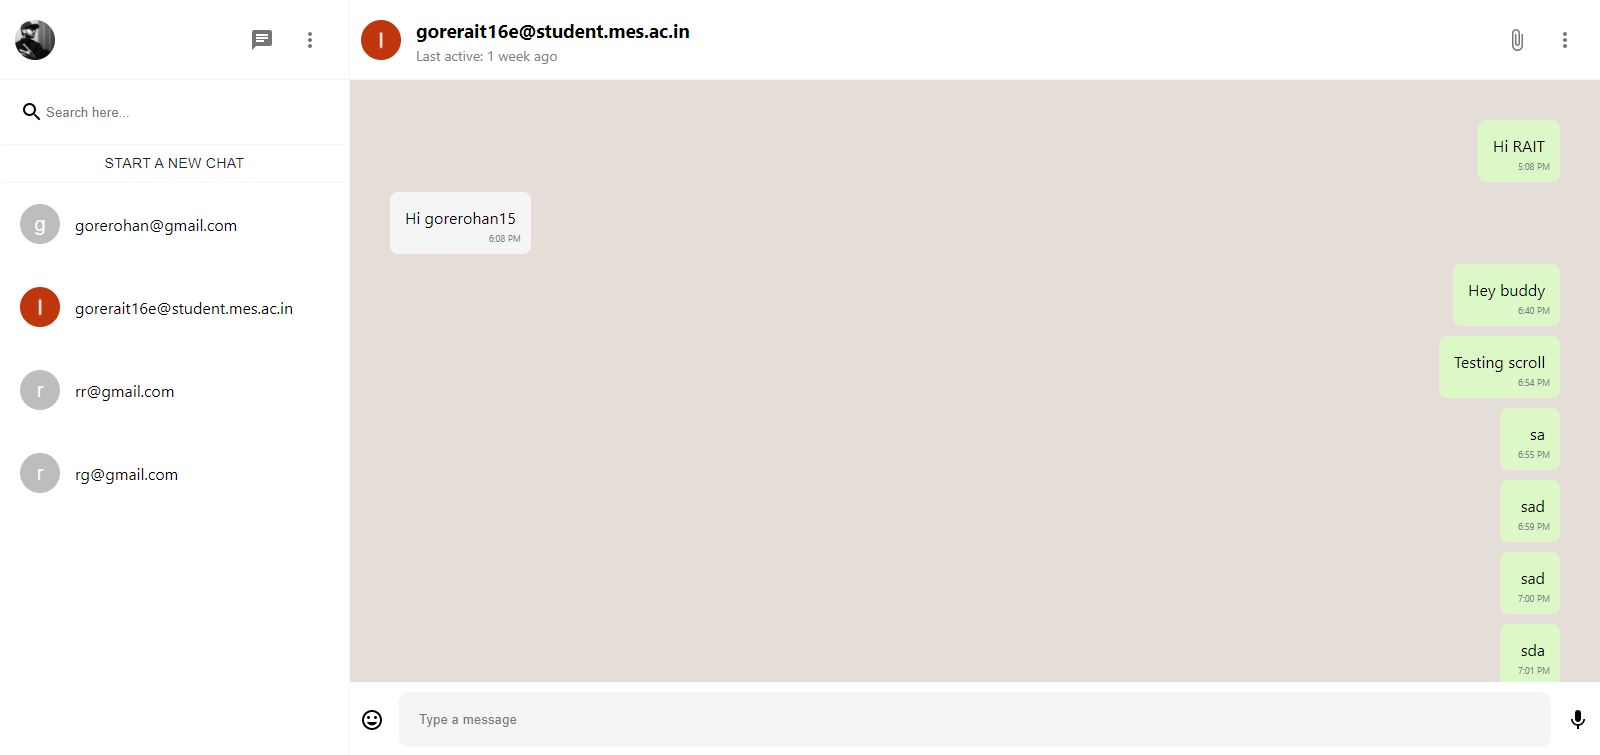 I
gorerait16e@student.mes.ac.in
Last active: 1 week ago
Search here...
START A NEW CHAT
g
gorerohan@gmail.com
I
gorerait16e@student.mes.ac.in
r
rr@gmail.com
r
rg@gmail.com
Hi RAIT
5:08 PM
Hi gorerohan15
6:08 PM
Hey buddy
6:40 PM
Testing scroll
6:54 PM
sa
6:55 PM
sad
6:59 PM
sad
7:00 PM
sda
7:01 PM
Type a message